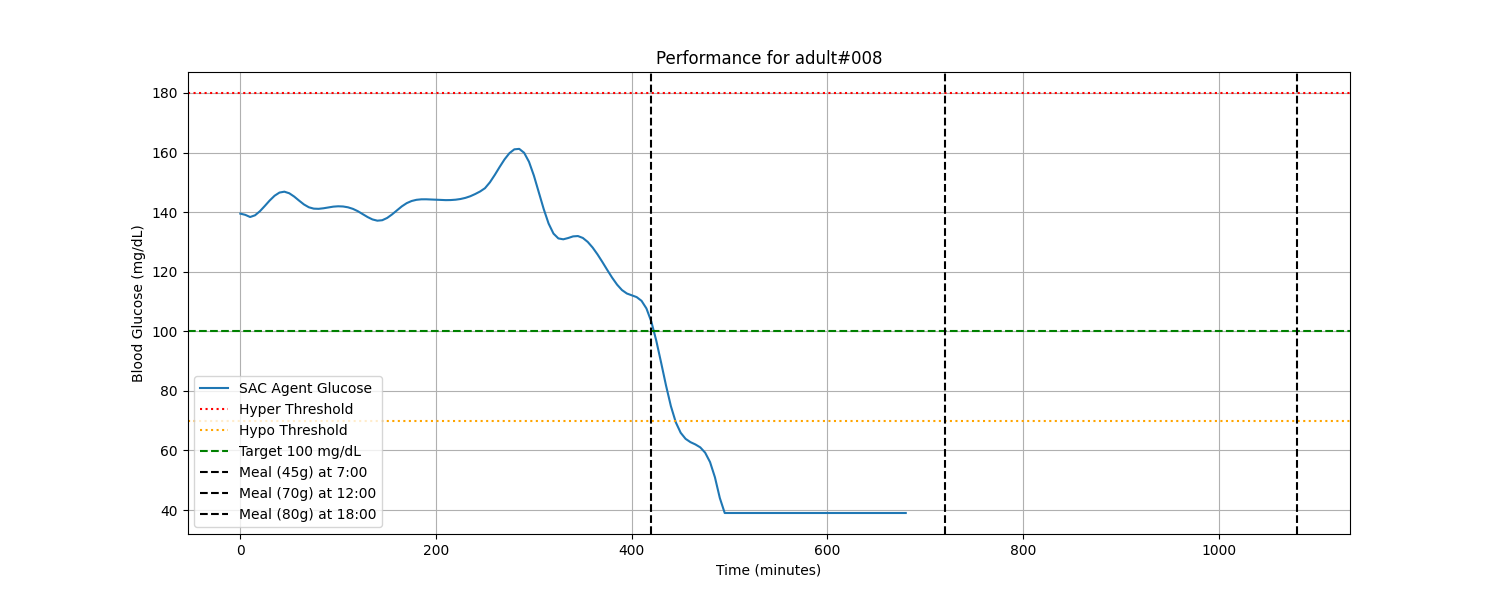 Performance for adult#008
Blood Glucose (mg/dL)
180
160
140
120
100
80
60
40
SAC Agent Glucose
Hyper Threshold
Hypo Threshold
Target 100 mg/dL
Meal (45g) at 7:00
Meal (70g) at 12:00
Meal (80g) at 18:00
0 200 400 600 800 1000
Time (minutes)